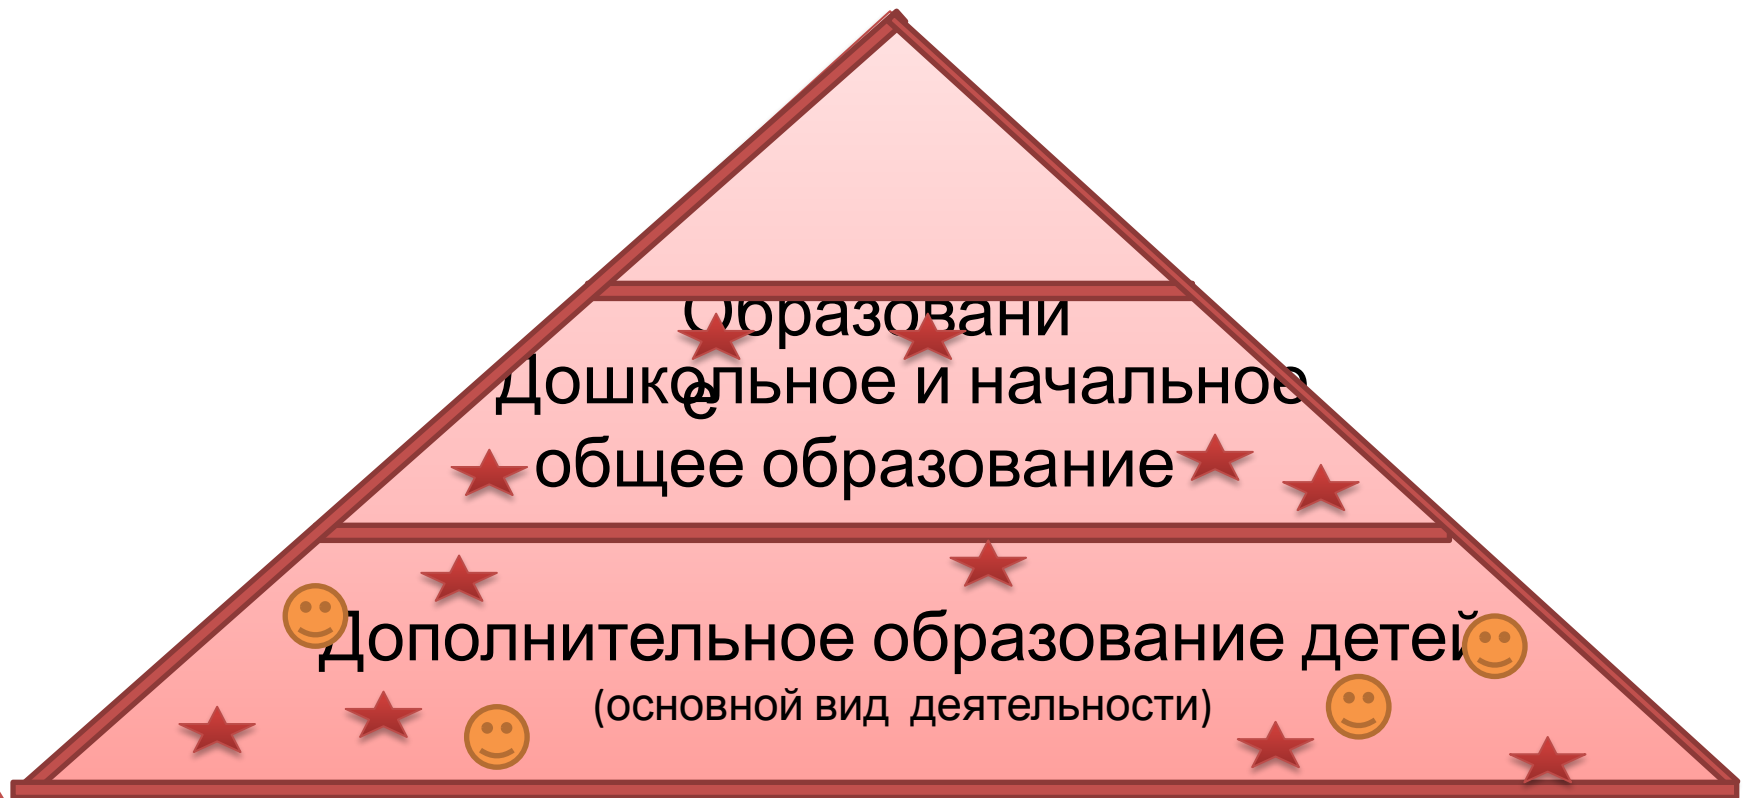 Образовани
е
Дошкольное и начальное
общее образование
Дополнительное образование детей
(основной вид деятельности)